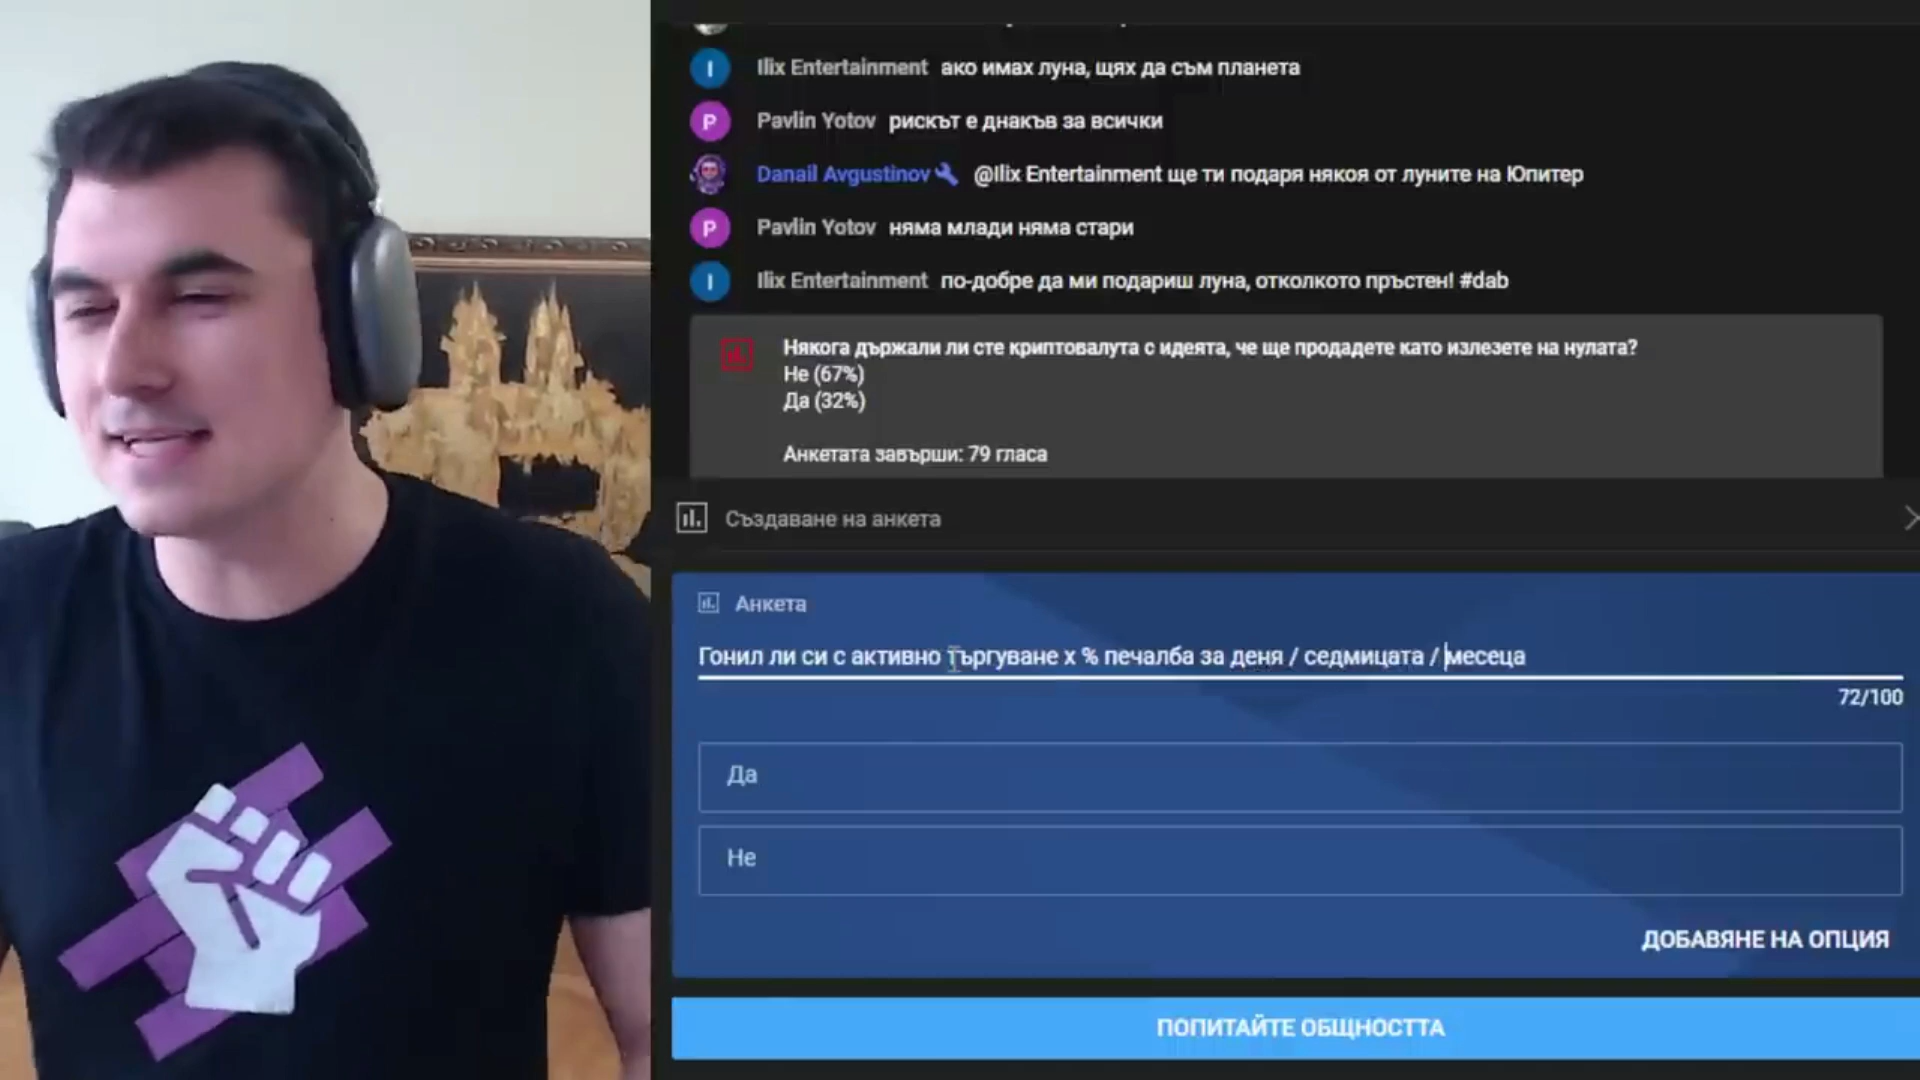 Ilix Entertainment ако имах луна, щях да съм планета
Pavlin Yotov рискът е днакъв за всички
Danail Avgustinov @Ilix Entertainment ще ти подаря някоя от луните на Юпитер
Pavlin Yotov няма млади няма стари
Ilix Entertainment по-добре да ми подариш луна, отколкото пръстен! #dab
Някога държали ли сте криптовалута с идеята, че ще продадете като излезете на нулата?
Не (67%)
Да (32%)
Анкетата завърши: 79 гласа
Създаване на анкета
Анкета
Гонил ли си с активно търгуване x % печалба за деня / седмицата / месеца
72/100
Да
Не
ДОБАВЯНЕ НА ОПЦИЯ
ПОПИТАЙТЕ ОБЩНОСТТА